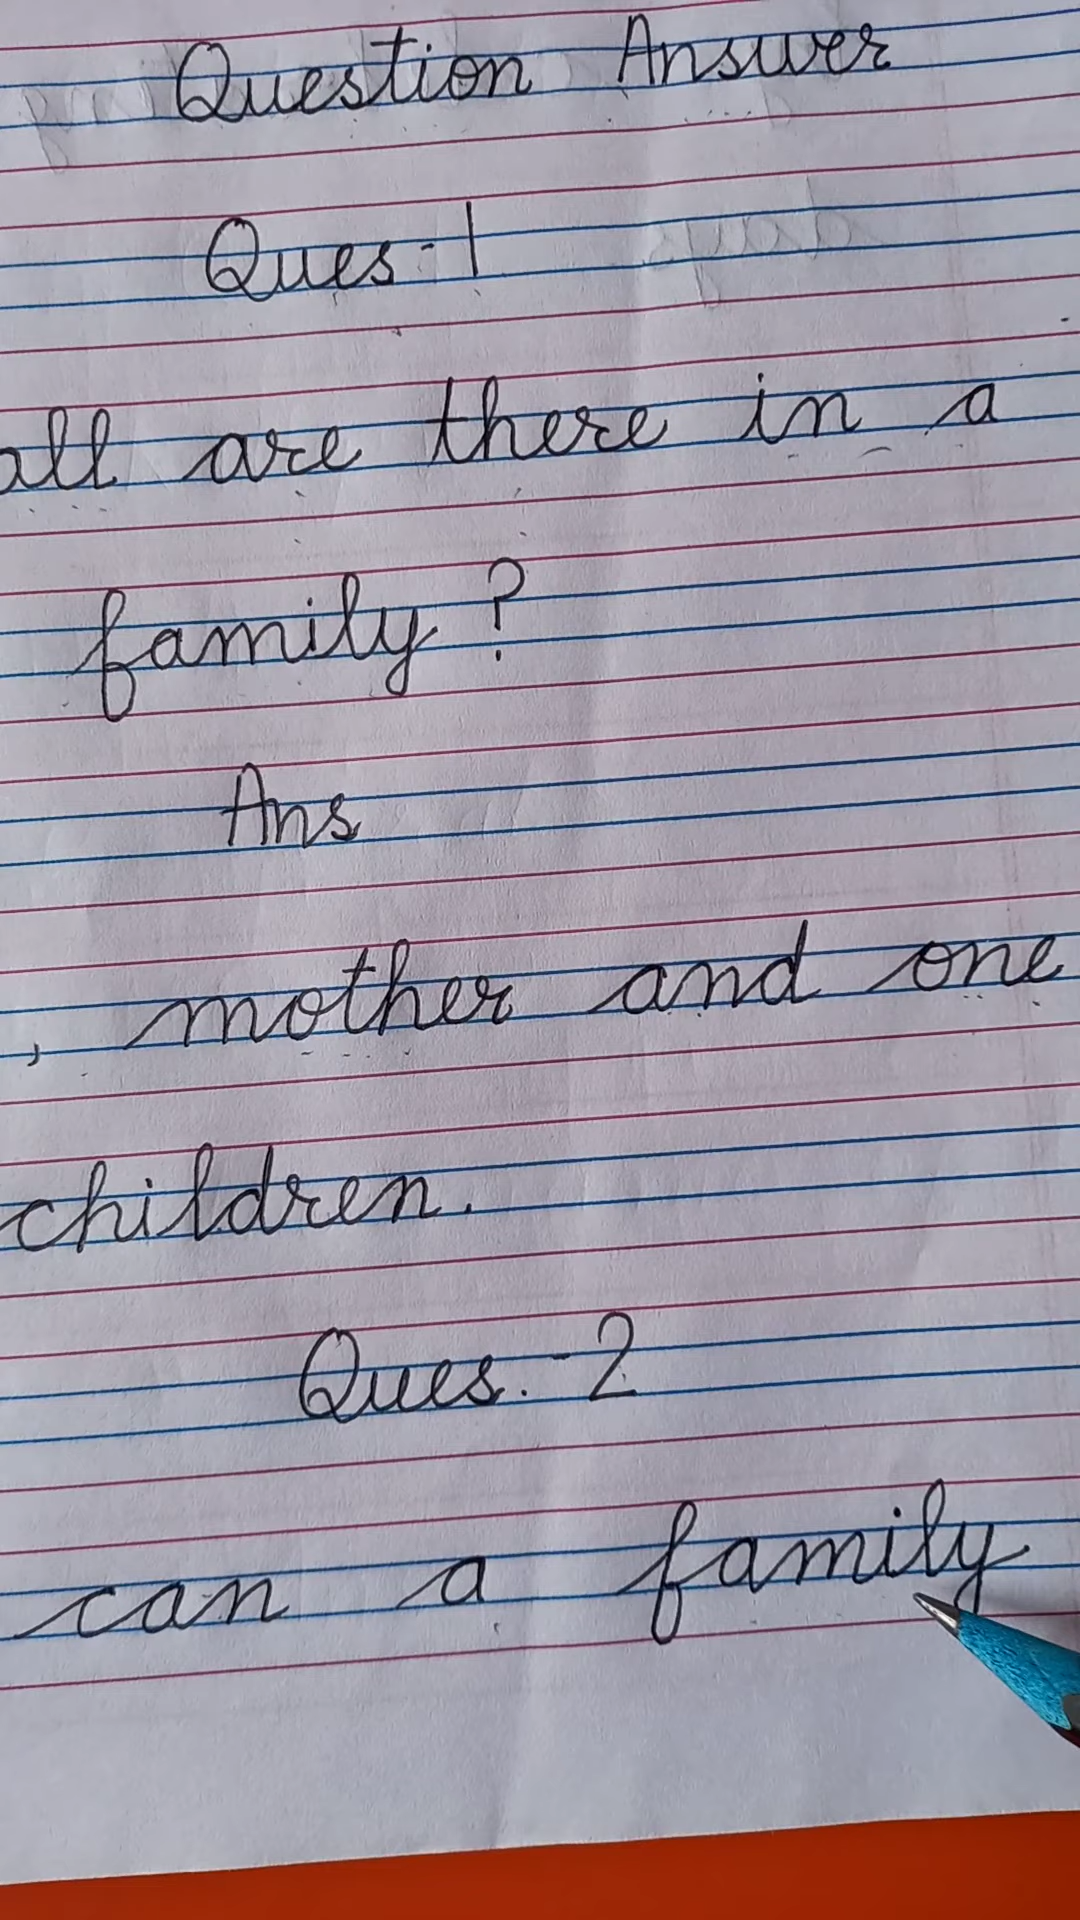 Question Answer
Ques-1
all are there in a
family?
Ans
, mother and one
children.
Ques.-2
can a family